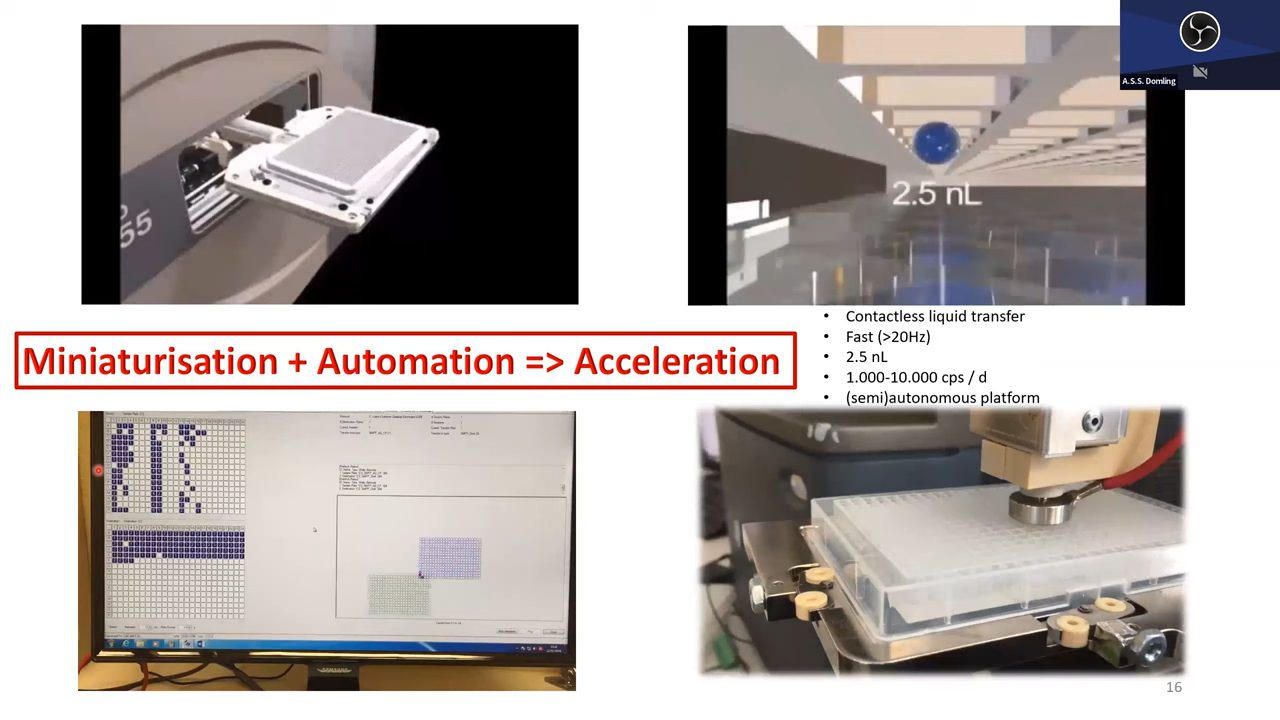 A.S.S. Domling
55
2.5 nL
• Contactless liquid transfer
• Fast (>20Hz)
• 2.5 nL
• 1.000-10.000 cps / d
• (semi)autonomous platform
Miniaturisation + Automation => Acceleration
SAMSUNG
16